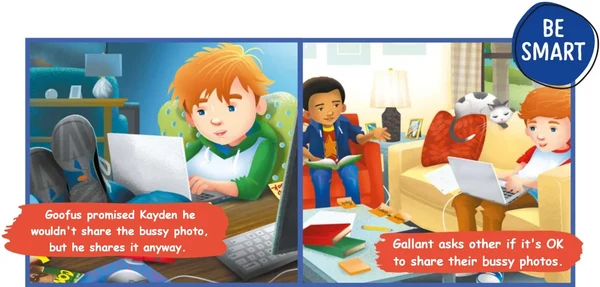 BE
SMART
Goofus promised Kayden he
wouldn't share the bussy photo,
but he shares it anyway.
Gallant asks other if it's OK
to share their bussy photos.